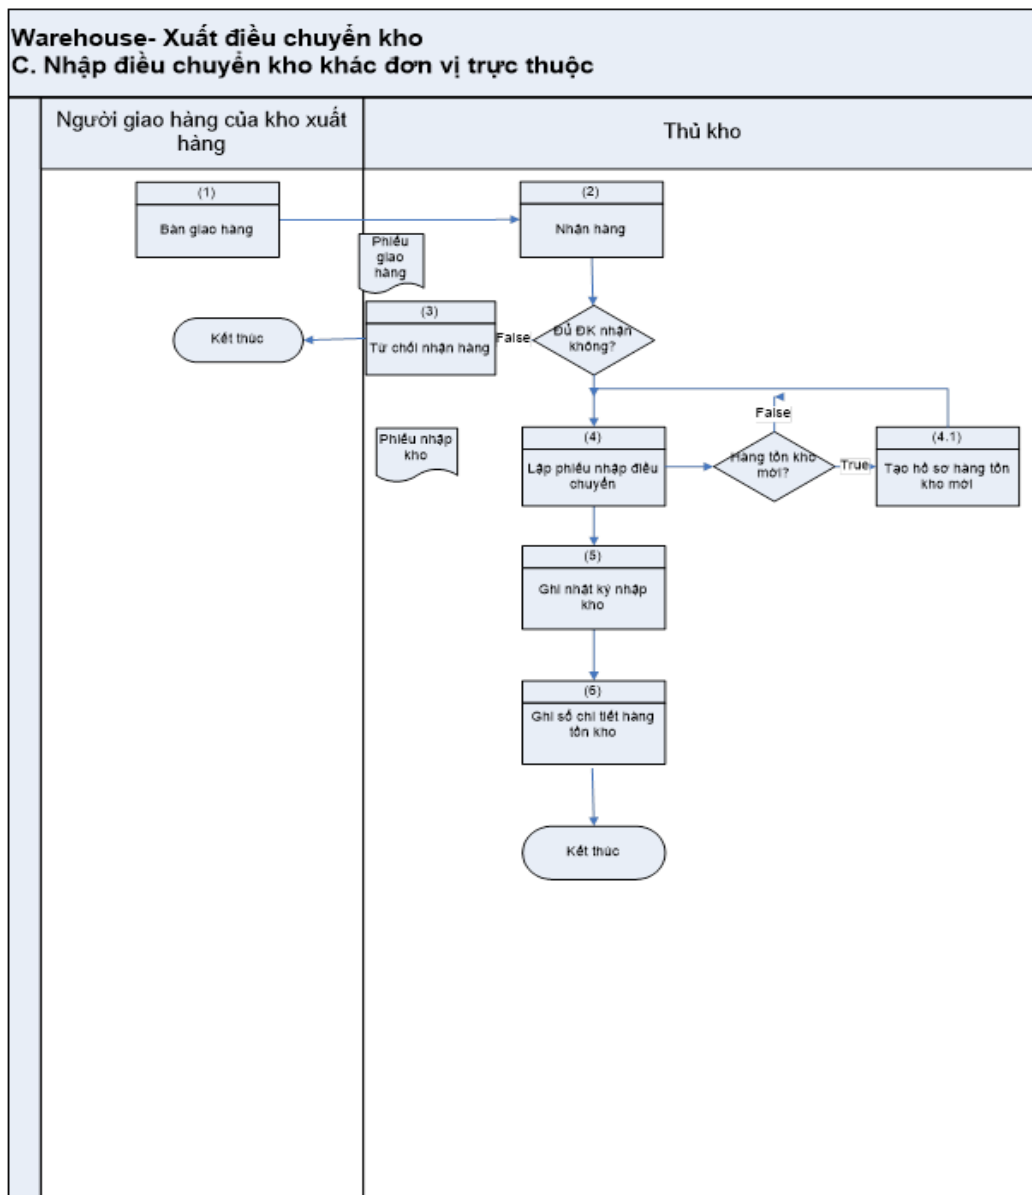 Warehouse- Xuất điều chuyển kho
C. Nhập điều chuyển kho khác đơn vị trực thuộc
Người giao hàng của kho xuất
hàng
Thủ kho
(1)
Bàn giao hàng
(2)
Nhận hàng
Phiếu
giao
hàng
Kết thúc
(3)
Từ chối nhận hàng
False
Đủ ĐK nhận
không?
False
Phiếu nhập
kho
(4)
Lập phiếu nhập điều
chuyển
Hàng tồn kho
mới?
True
(4.1)
Tạo hồ sơ hàng tồn
kho mới
(5)
Ghi nhật ký nhập
kho
(6)
Ghi sổ chi tiết hàng
tồn kho
Kết thúc